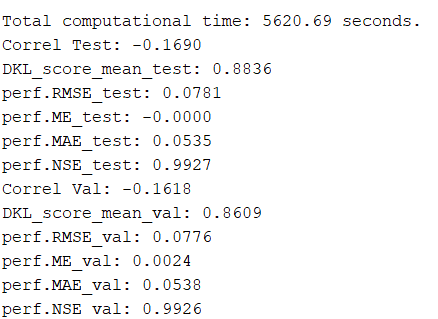 Total computational time: 5620.69 seconds.
Correl Test: -0.1690
DKL_score_mean_test: 0.8836
perf.RMSE_test: 0.0781
perf.ME_test: -0.0000
perf.MAE_test: 0.0535
perf.NSE_test: 0.9927
Correl Val: -0.1618
DKL_score_mean_val: 0.8609
perf.RMSE_val: 0.0776
perf.ME_val: 0.0024
perf.MAE_val: 0.0538
perf.NSE_val: 0.9926